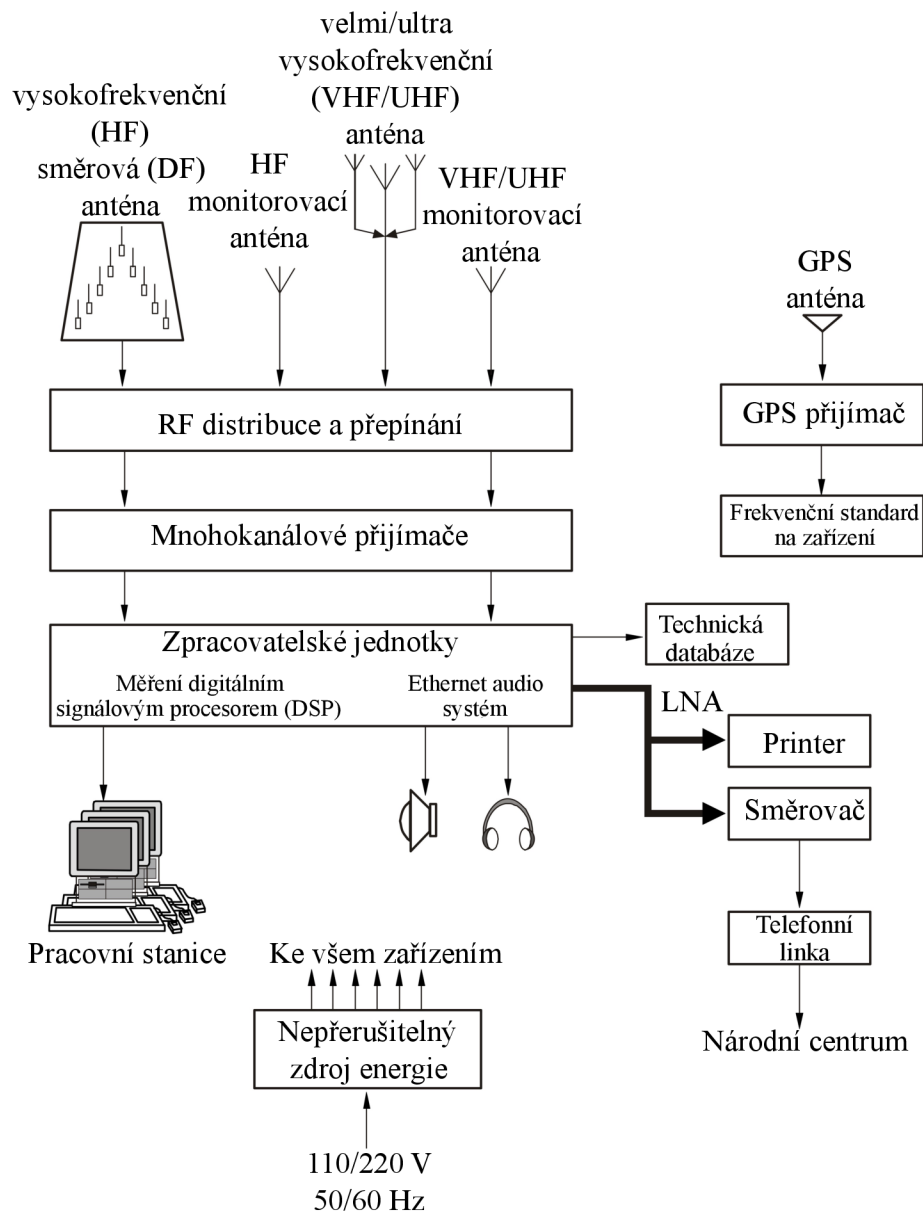 velmi/ultra
vysokofrekvenční
(VHF/UHF)
anténa
vysokofrekvenční
(HF)
směrová (DF)
anténa
HF
monitorovací
anténa
VHF/UHF
monitorovací
anténa
GPS
anténa
RF distribuce a přepínání
GPS přijímač
Mnohokanálové přijímače
Frekvenční standard
na zařízení
Zpracovatelské jednotky
Měření digitálním
signálovým procesorem (DSP)
Ethernet audio
systém
Technická
databáze
LNA
Printer
Směrovač
Telefonní
linka
Národní centrum
Pracovní stanice
Ke všem zařízením
Nepřerušitelný
zdroj energie
110/220 V
50/60 Hz